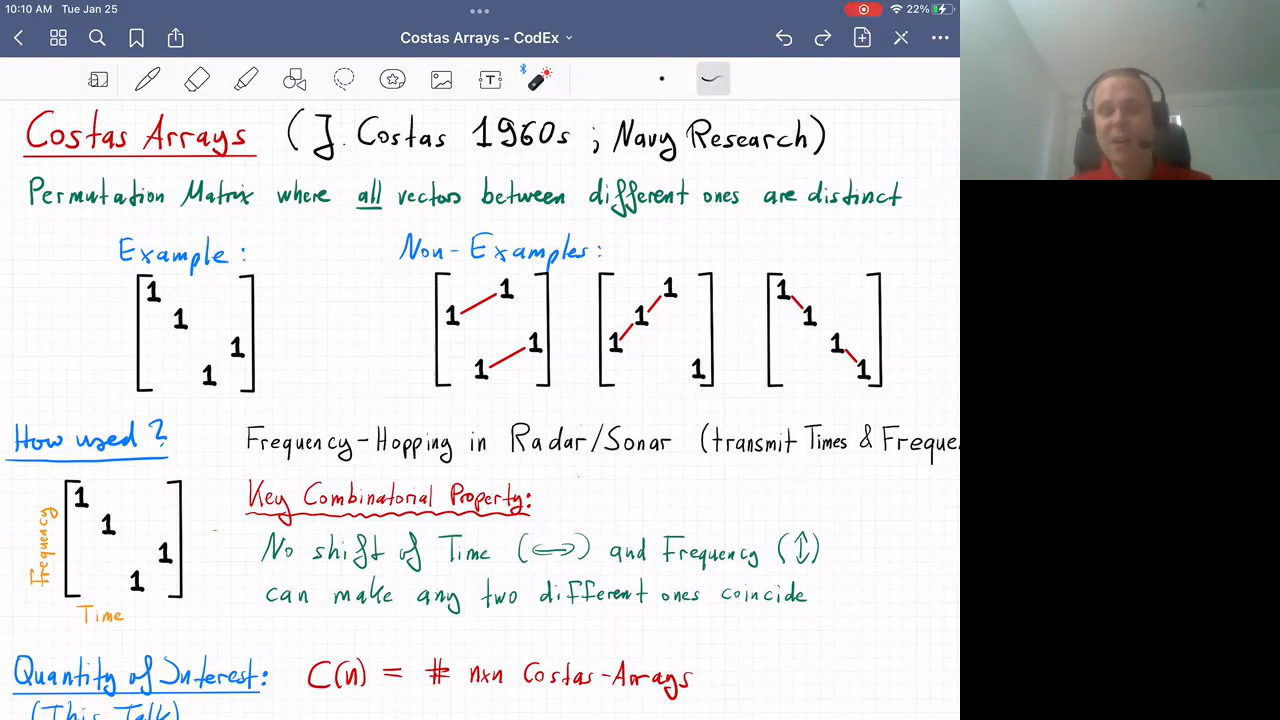 10:10 AM Tue Jan 25
22%
Costas Arrays - CodEx
T
Costas Arrays (J. Costas 1960s ; Navy Research)
Permutation Matrix where all vectors between different ones are distinct
Example : Non-Examples :
1 1 1 1
1 1 1 1
1 1 1 1
1 1 1 1
How used ? Frequency-Hopping in Radar/Sonar (transmit Times & Freque
Key Combinatorial Property:
No shift of Time (⟺) and Frequency (↕)
can make any two different ones coincide
Frequency
1
1
1
1
Time
Quantity of Interest: C(n) = # n×n Costas-Arrays
(This Talk)